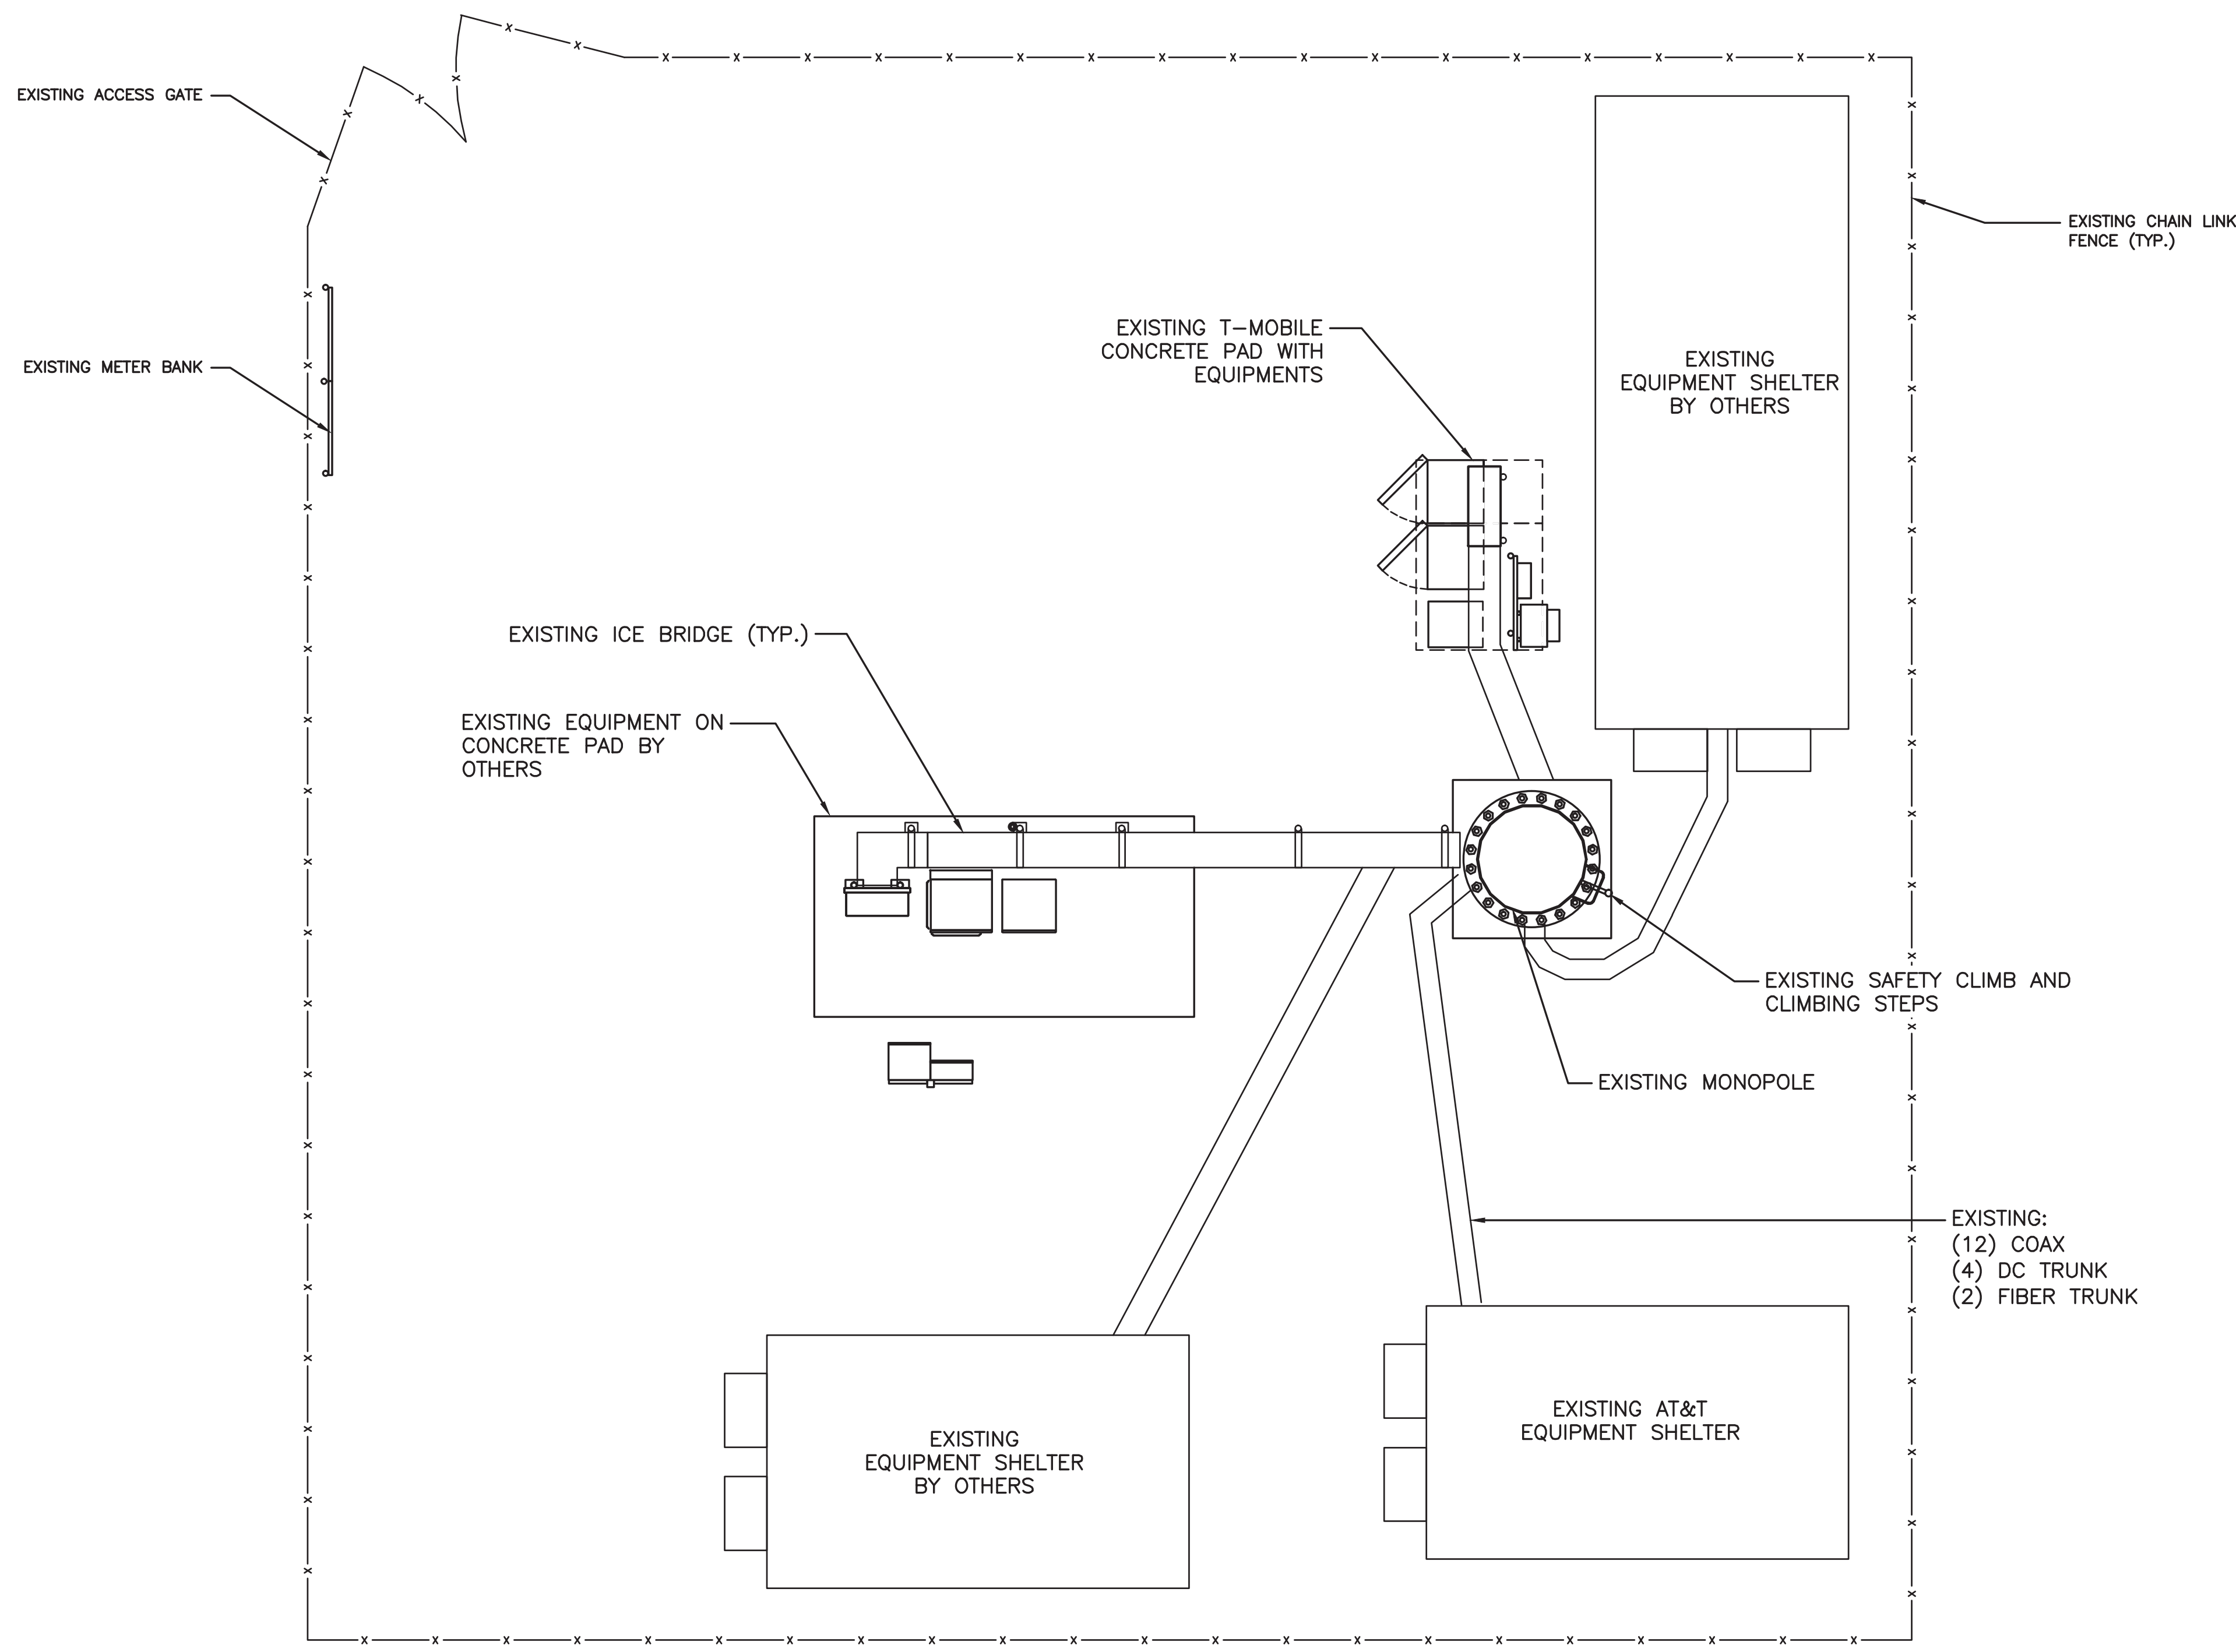 EXISTING ACCESS GATE
EXISTING CHAIN LINK
FENCE (TYP.)
EXISTING METER BANK
EXISTING T-MOBILE
CONCRETE PAD WITH
EQUIPMENTS
EXISTING
EQUIPMENT SHELTER
BY OTHERS
EXISTING ICE BRIDGE (TYP.)
EXISTING EQUIPMENT ON
CONCRETE PAD BY
OTHERS
EXISTING SAFETY CLIMB AND
CLIMBING STEPS
EXISTING MONOPOLE
EXISTING:
(12) COAX
(4) DC TRUNK
(2) FIBER TRUNK
EXISTING
EQUIPMENT SHELTER
BY OTHERS
EXISTING AT&T
EQUIPMENT SHELTER